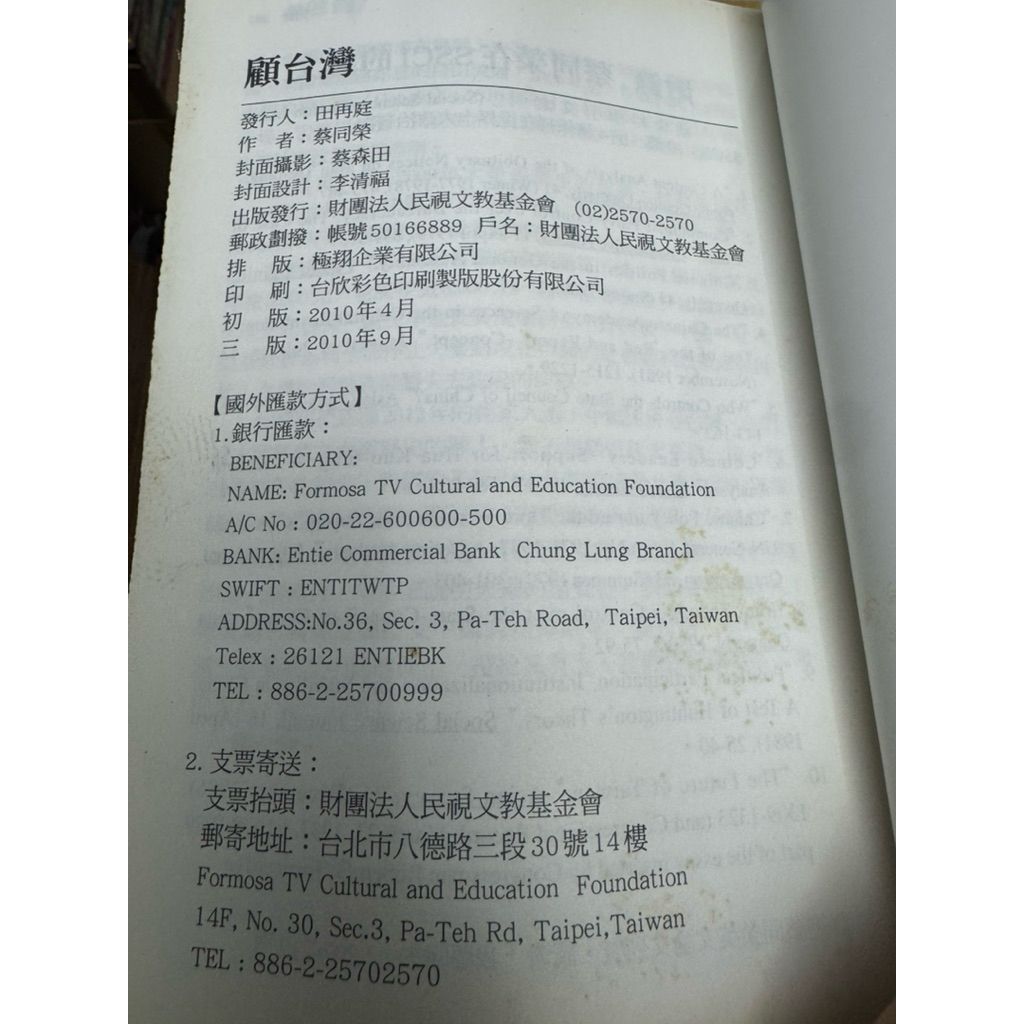 顧台灣
發行人：田再庭
作　者：蔡同榮
封面攝影：蔡森田
封面設計：李清福
出版發行：財團法人民視文教基金會　(02)2570-2570
郵政劃撥：帳號50166889　戶名：財團法人民視文教基金會
排　版：極翔企業有限公司
印　刷：台欣彩色印刷製版股份有限公司
初　版：2010年4月
三　版：2010年9月
【國外匯款方式】
1.銀行匯款：
BENEFICIARY:
NAME: Formosa TV Cultural and Education Foundation
A/C No：020-22-600600-500
BANK: Entie Commercial Bank  Chung Lung Branch
SWIFT：ENTITWTP
ADDRESS:No.36, Sec. 3, Pa-Teh Road,  Taipei, Taiwan
Telex：26121 ENTIEBK
TEL：886-2-25700999
2. 支票寄送：
支票抬頭：財團法人民視文教基金會
郵寄地址：台北市八德路三段30號14樓
Formosa TV Cultural and Education  Foundation
14F, No. 30, Sec.3, Pa-Teh Rd, Taipei,Taiwan
TEL：886-2-25702570